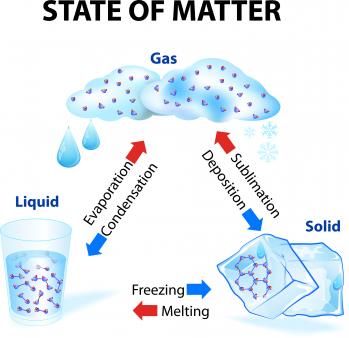 STATE OF MATTER
Gas
Evaporation
Condensation
Sublimation
Deposition
Liquid
Solid
Freezing
Melting